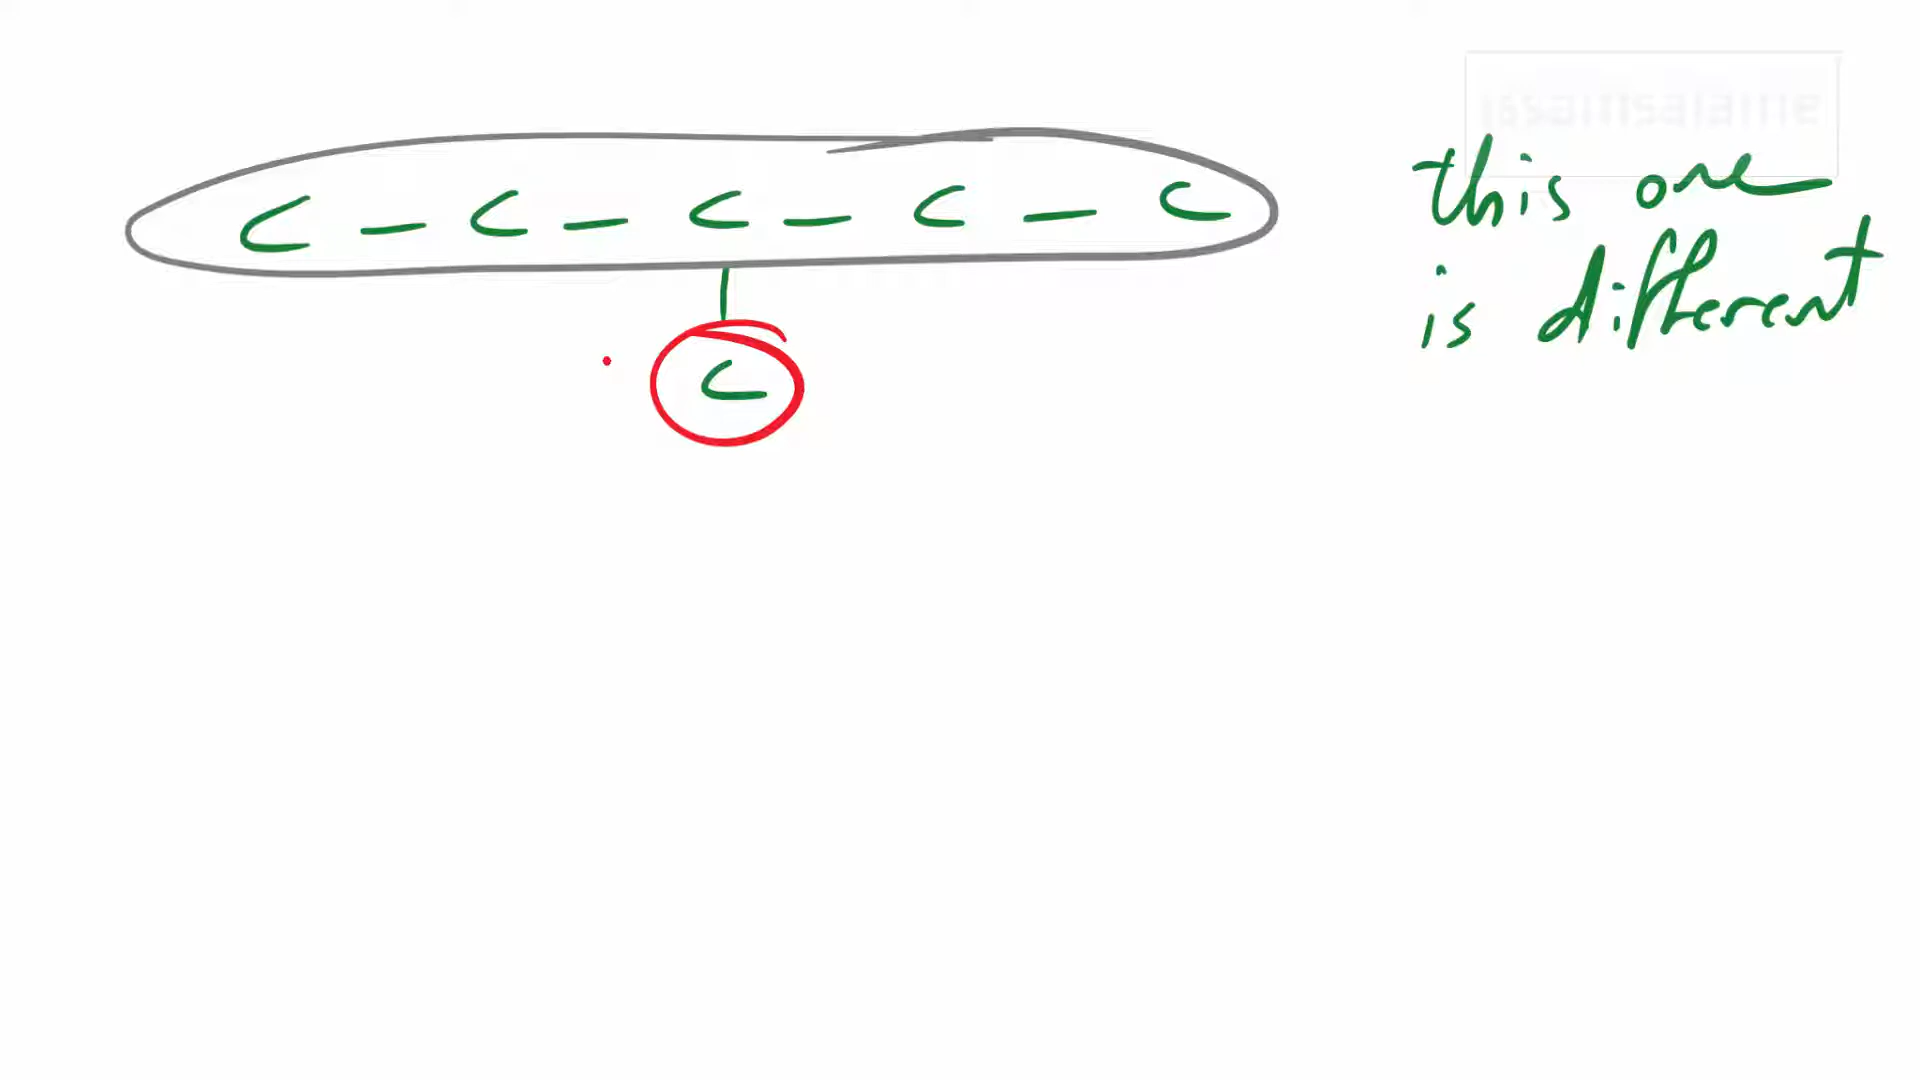 C – C – C – C – C
C
this one
is different